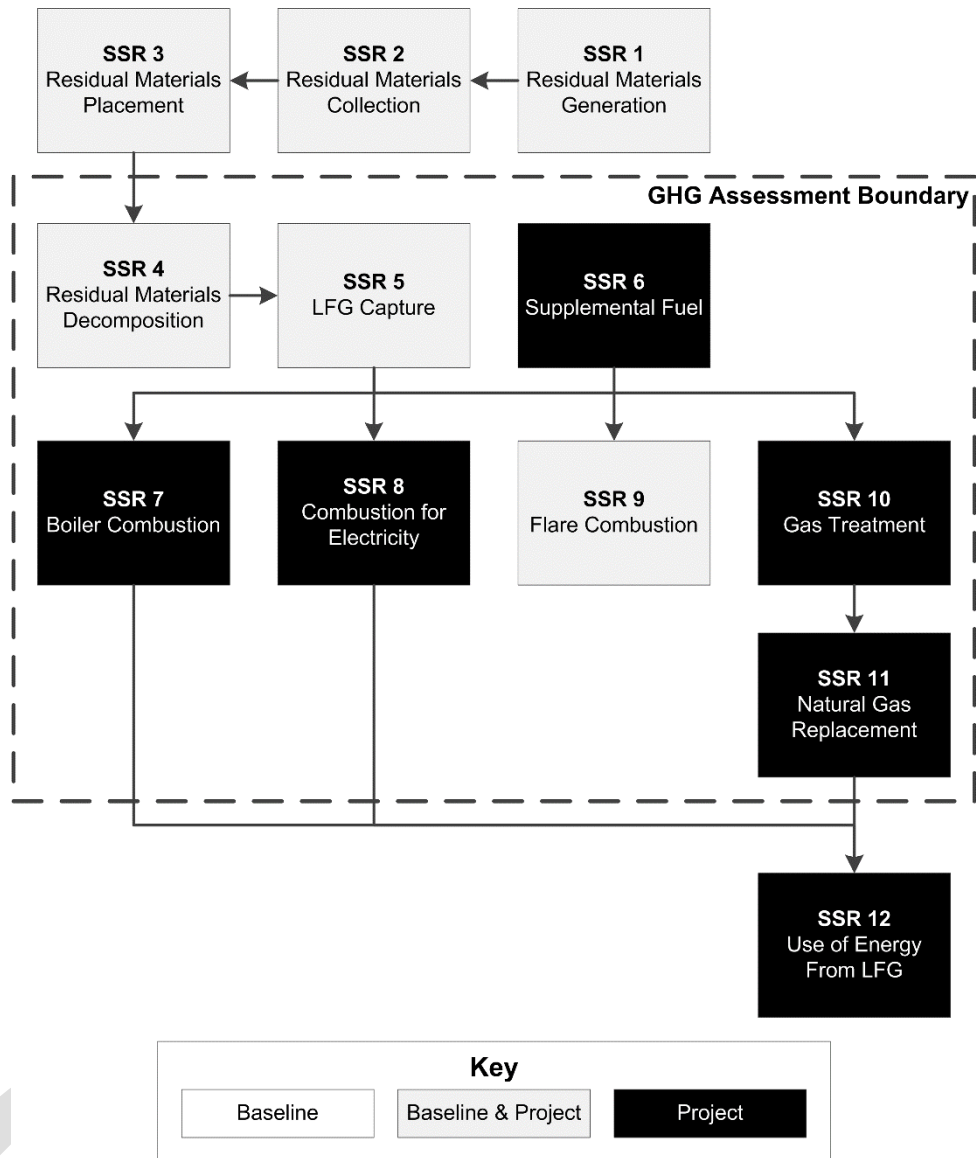 SSR 3
Residual Materials
Placement
SSR 2
Residual Materials
Collection
SSR 1
Residual Materials
Generation
GHG Assessment Boundary
SSR 4
Residual Materials
Decomposition
SSR 5
LFG Capture
SSR 6
Supplemental Fuel
SSR 7
Boiler Combustion
SSR 8
Combustion for
Electricity
SSR 9
Flare Combustion
SSR 10
Gas Treatment
SSR 11
Natural Gas
Replacement
SSR 12
Use of Energy
From LFG
Key
Baseline
Baseline & Project
Project